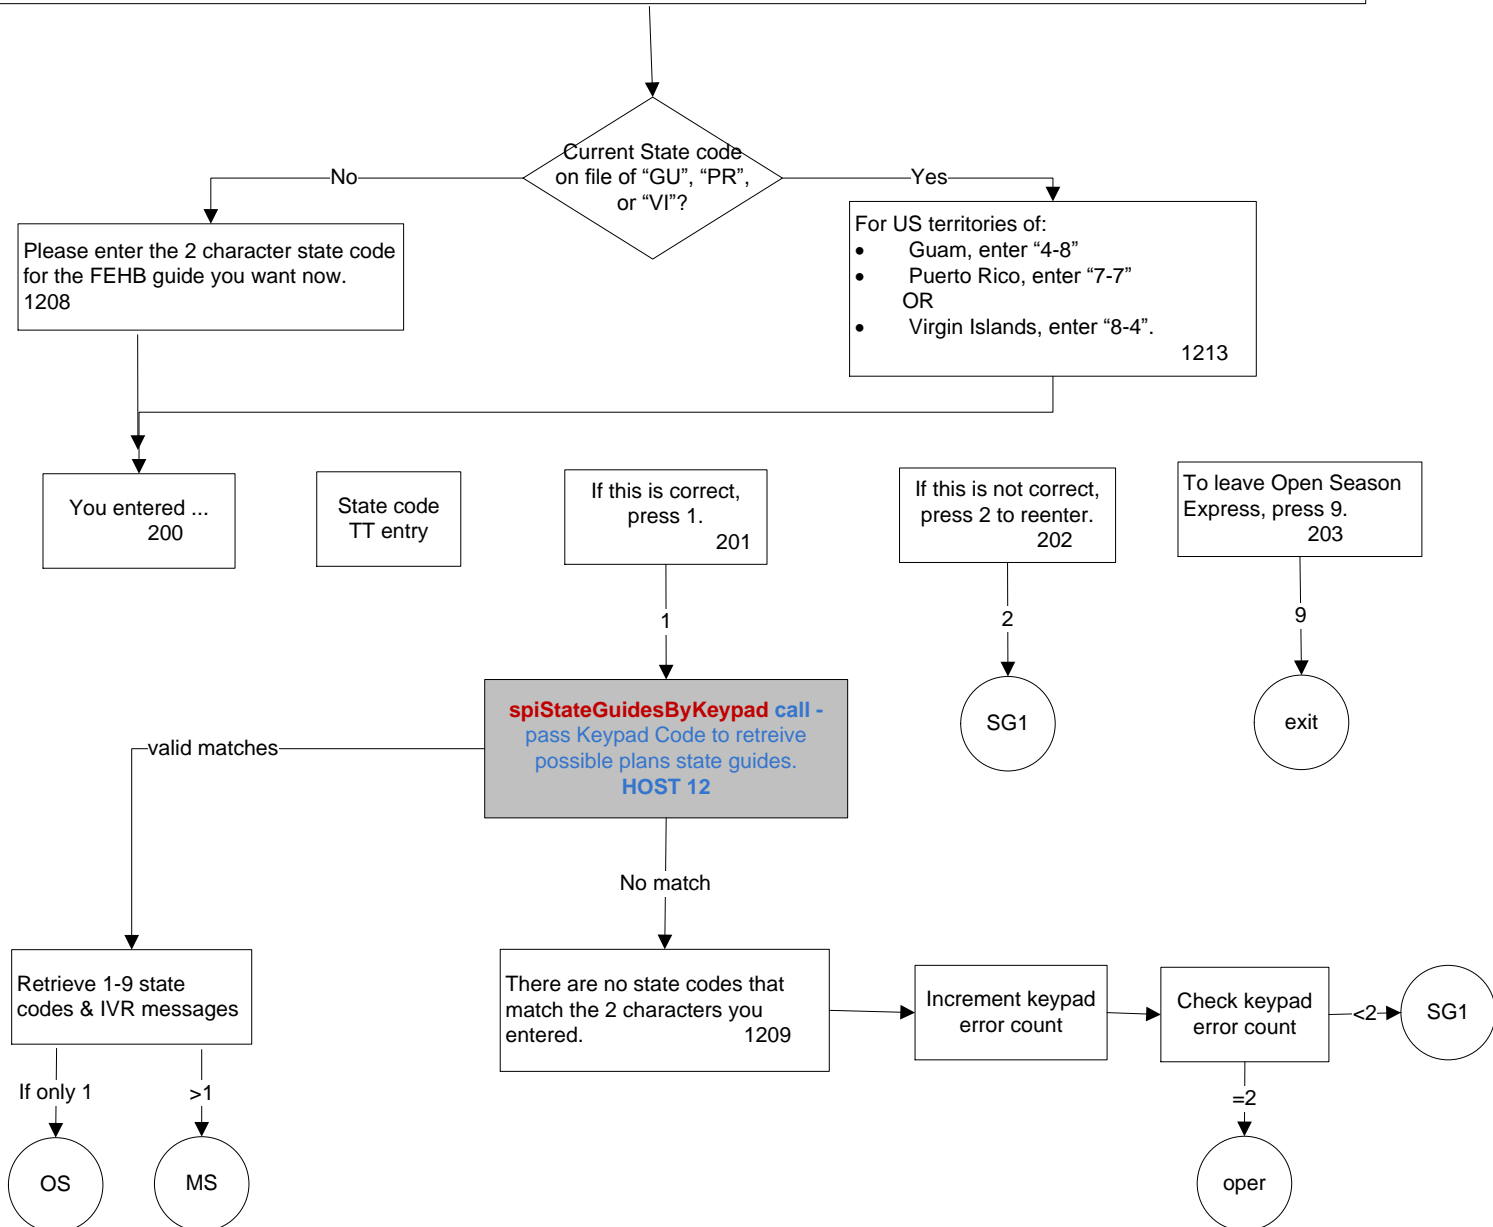 Current State code
on file of “GU”, “PR”,
or “VI”?
No
Yes
Please enter the 2 character state code
for the FEHB guide you want now.
1208
For US territories of:
• Guam, enter “4-8”
• Puerto Rico, enter “7-7”
OR
• Virgin Islands, enter “8-4”.
1213
You entered ...
200
State code
TT entry
If this is correct,
press 1.
201
If this is not correct,
press 2 to reenter.
202
To leave Open Season
Express, press 9.
203
1
2
9
spiStateGuidesByKeypad call -
pass Keypad Code to retreive
possible plans state guides.
HOST 12
SG1
exit
valid matches
No match
Retrieve 1-9 state
codes & IVR messages
There are no state codes that
match the 2 characters you
entered. 1209
Increment keypad
error count
Check keypad
error count
<2
SG1
If only 1
>1
=2
OS
MS
oper